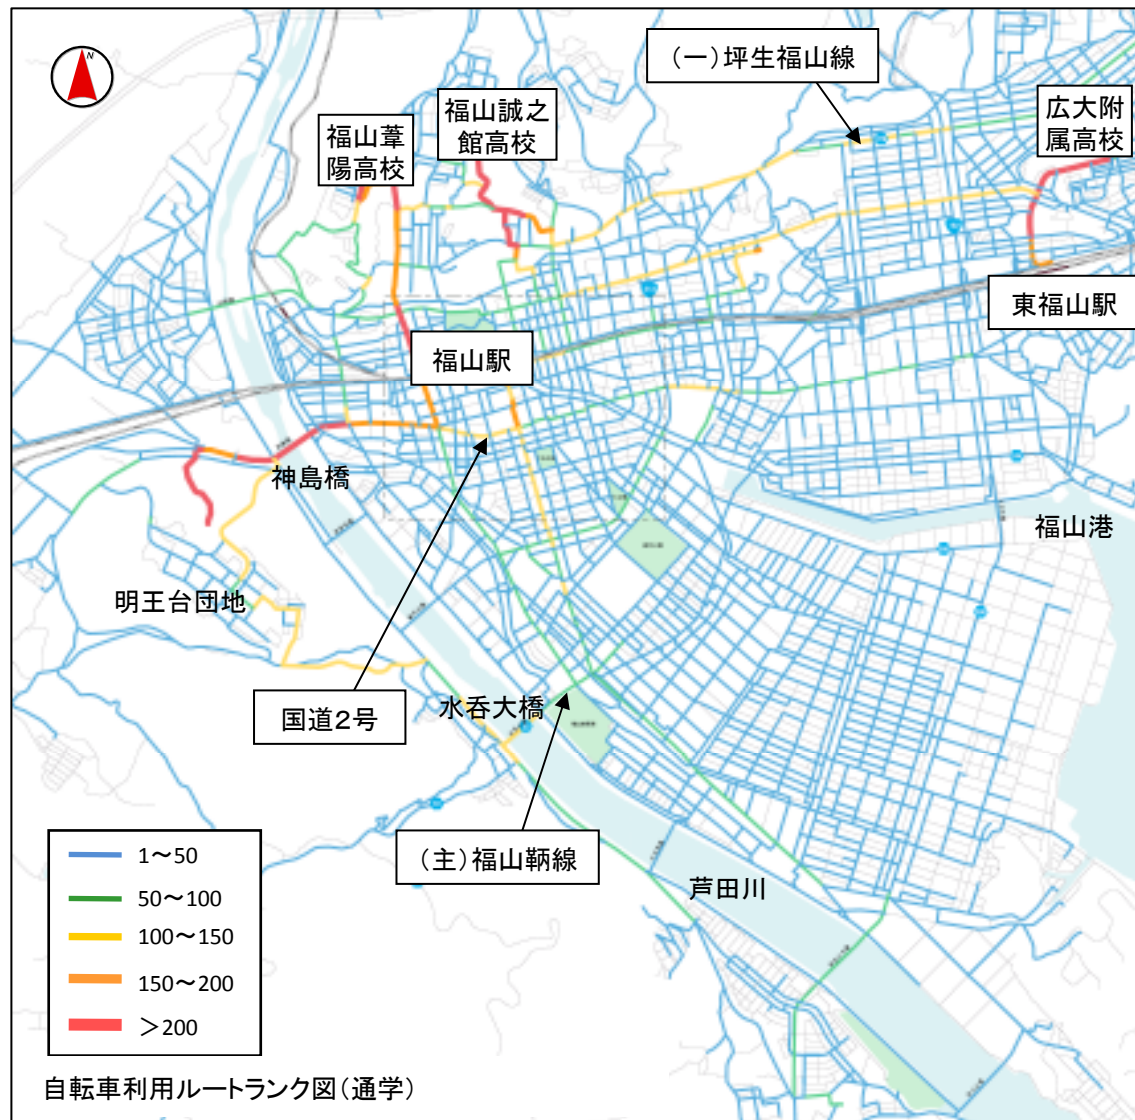 N
(一)坪生福山線
福山誠之
館高校
福山葦
陽高校
広大附
属高校
東福山駅
福山駅
神島橋
福山港
明王台団地
国道2号
水呑大橋
(主)福山鞆線
芦田川
1~50
50~100
100~150
150~200
>200
自転車利用ルートランク図(通学)